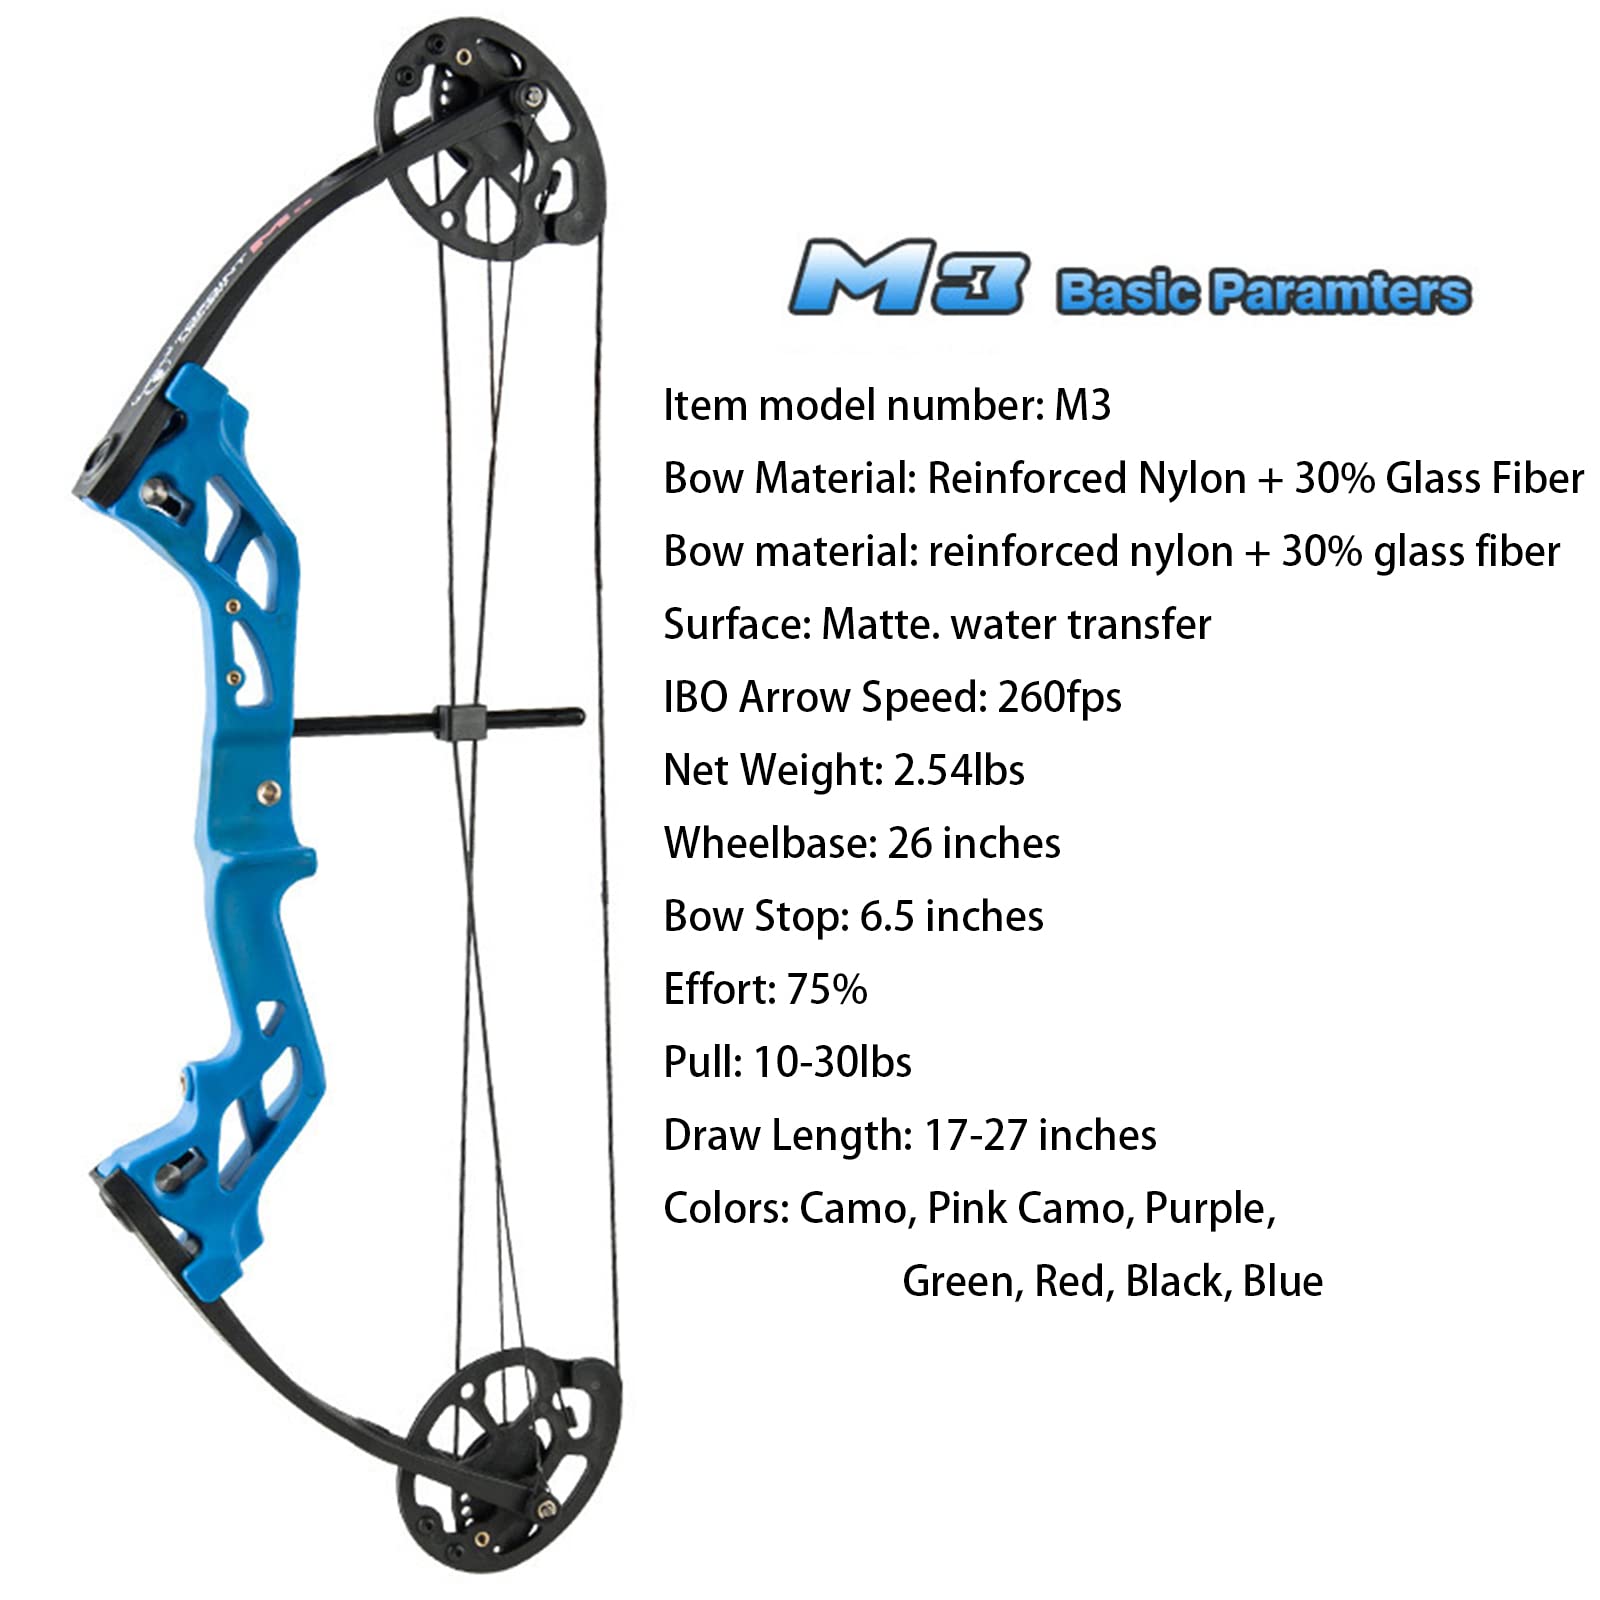 M3 Basic Paramters
Item model number: M3
Bow Material: Reinforced Nylon + 30% Glass Fiber
Bow material: reinforced nylon + 30% glass fiber
Surface: Matte. water transfer
IBO Arrow Speed: 260fps
Net Weight: 2.54lbs
Wheelbase: 26 inches
Bow Stop: 6.5 inches
Effort: 75%
Pull: 10-30lbs
Draw Length: 17-27 inches
Colors: Camo, Pink Camo, Purple,
Green, Red, Black, Blue